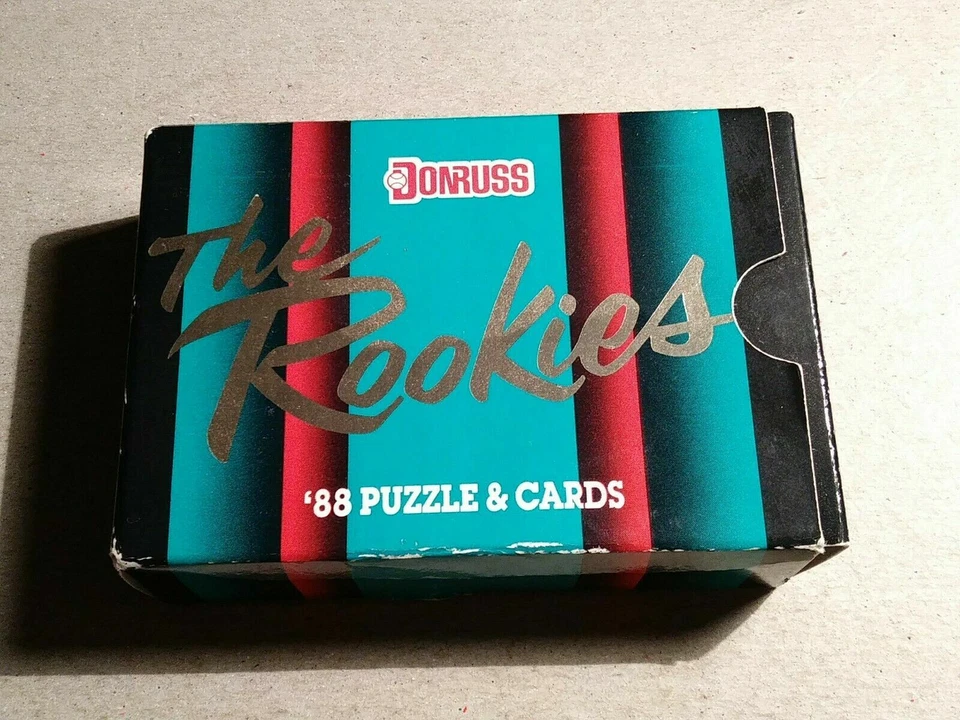 DONRUSS
The
Rookies
‘88 PUZZLE & CARDS